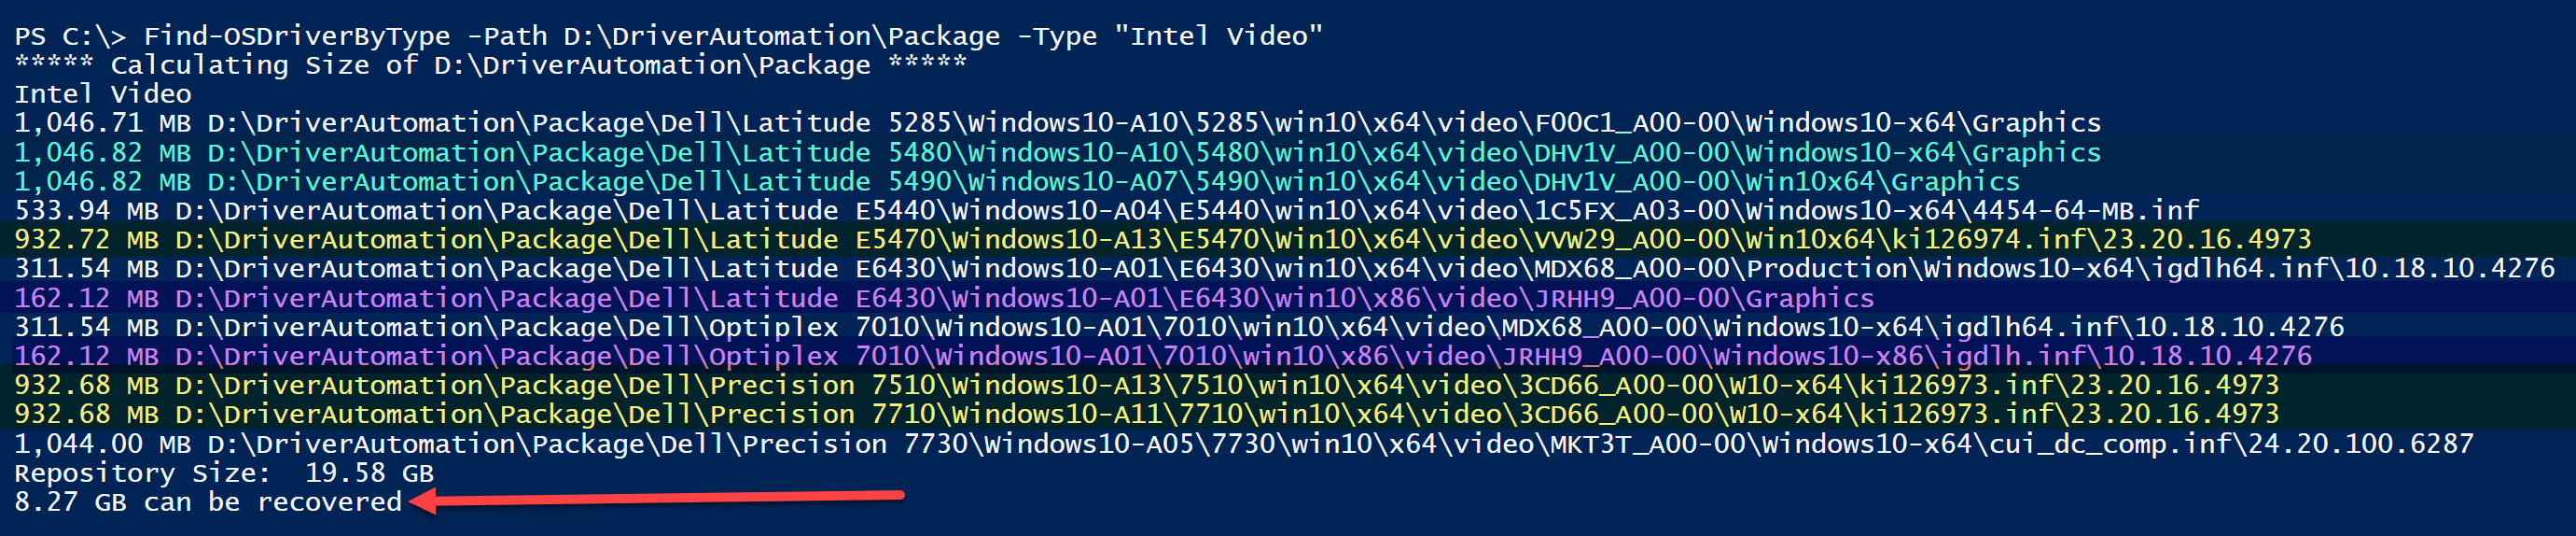 PS C:\> Find-OSDriverByType -Path D:\DriverAutomation\Package -Type "Intel Video"
***** Calculating Size of D:\DriverAutomation\Package *****
Intel Video
1,046.71 MB D:\DriverAutomation\Package\Dell\Latitude 5285\Windows10-A10\5285\win10\x64\video\F00C1_A00-00\Windows10-x64\Graphics
1,046.82 MB D:\DriverAutomation\Package\Dell\Latitude 5480\Windows10-A10\5480\win10\x64\video\DHV1V_A00-00\Windows10-x64\Graphics
1,046.82 MB D:\DriverAutomation\Package\Dell\Latitude 5490\Windows10-A07\5490\win10\x64\video\DHV1V_A00-00\Win10x64\Graphics
533.94 MB D:\DriverAutomation\Package\Dell\Latitude E5440\Windows10-A04\E5440\win10\x64\video\1C5FX_A03-00\Windows10-x64\4454-64-MB.inf
932.72 MB D:\DriverAutomation\Package\Dell\Latitude E5470\Windows10-A13\E5470\Win10\x64\video\VVW29_A00-00\Win10x64\ki126974.inf\23.20.16.4973
311.54 MB D:\DriverAutomation\Package\Dell\Latitude E6430\Windows10-A01\E6430\win10\x64\video\MDX68_A00-00\Production\Windows10-x64\igdlh64.inf\10.18.10.4276
162.12 MB D:\DriverAutomation\Package\Dell\Latitude E6430\Windows10-A01\E6430\win10\x86\video\JRHH9_A00-00\Graphics
311.54 MB D:\DriverAutomation\Package\Dell\Optiplex 7010\Windows10-A01\7010\win10\x64\video\MDX68_A00-00\Windows10-x64\igdlh64.inf\10.18.10.4276
162.12 MB D:\DriverAutomation\Package\Dell\Optiplex 7010\Windows10-A01\7010\win10\x86\video\JRHH9_A00-00\Windows10-x86\igdlh.inf\10.18.10.4276
932.68 MB D:\DriverAutomation\Package\Dell\Precision 7510\Windows10-A13\7510\win10\x64\video\3CD66_A00-00\W10-x64\ki126973.inf\23.20.16.4973
932.68 MB D:\DriverAutomation\Package\Dell\Precision 7710\Windows10-A11\7710\win10\x64\video\3CD66_A00-00\W10-x64\ki126973.inf\23.20.16.4973
1,044.00 MB D:\DriverAutomation\Package\Dell\Precision 7730\Windows10-A05\7730\win10\x64\video\MKT3T_A00-00\Windows10-x64\cui_dc_comp.inf\24.20.100.6287
Repository Size:  19.58 GB
8.27 GB can be recovered